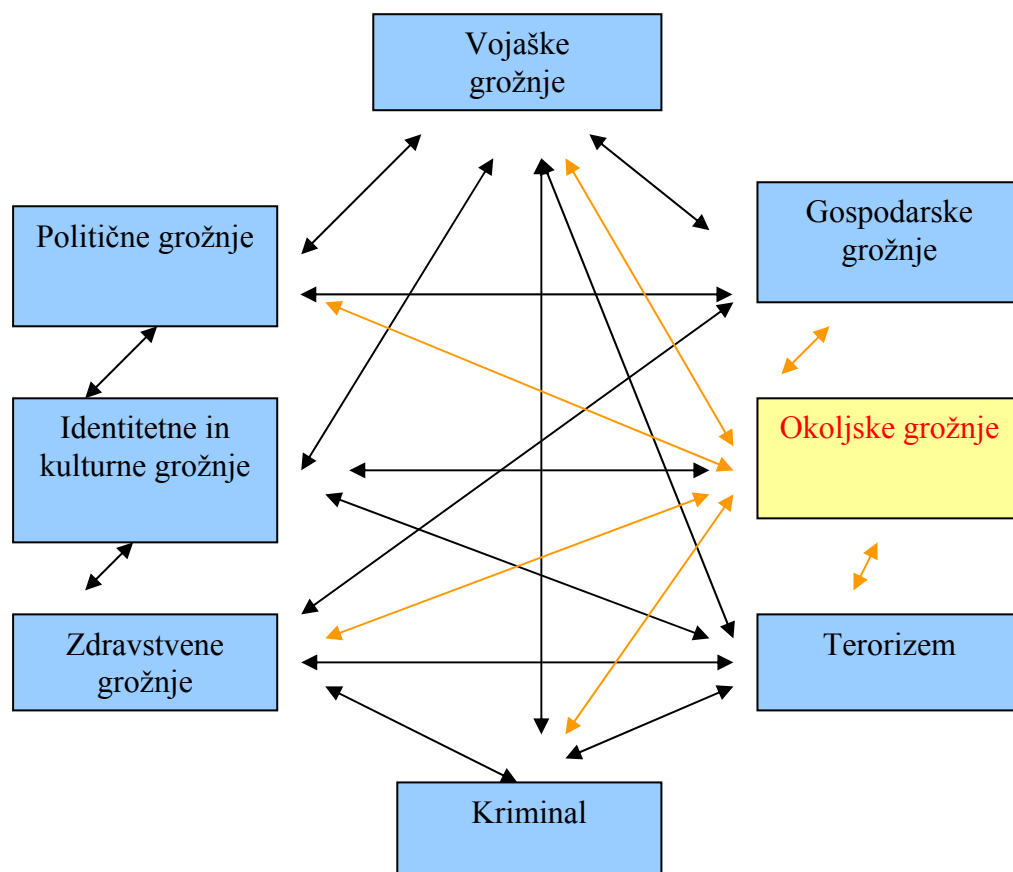 Vojaške
grožnje
Politične grožnje
Gospodarske
grožnje
Identitetne in
kulturne grožnje
Okoljske grožnje
Zdravstvene
grožnje
Terorizem
Kriminal